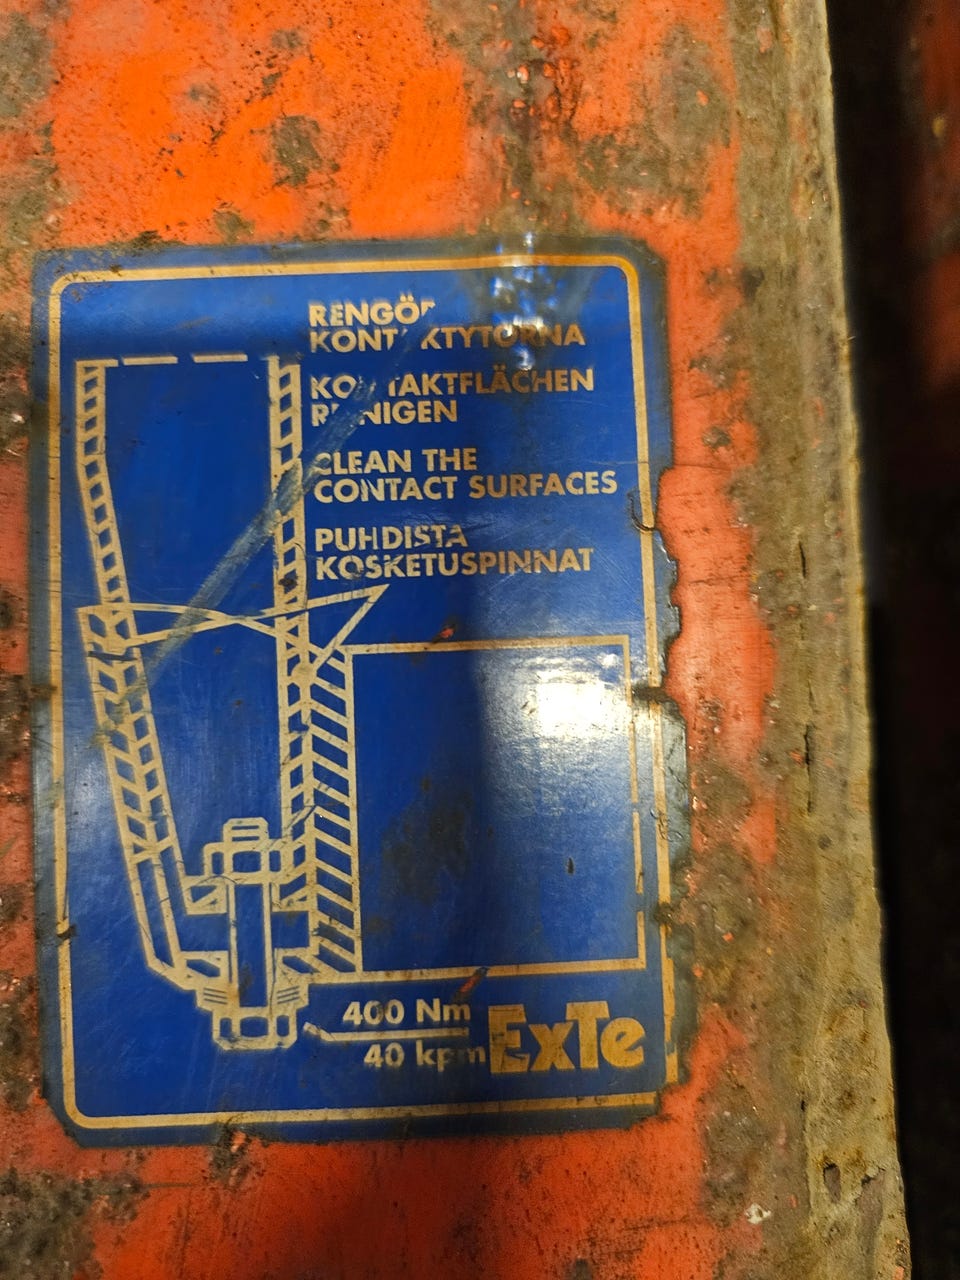 RENGÖR
KONTAKTYTORNA
KONTAKTFLÄCHEN
REINIGEN
CLEAN THE
CONTACT SURFACES
PUHDISTA
KOSKETUSPINNAT
400 Nm
40 kpm
ExTe